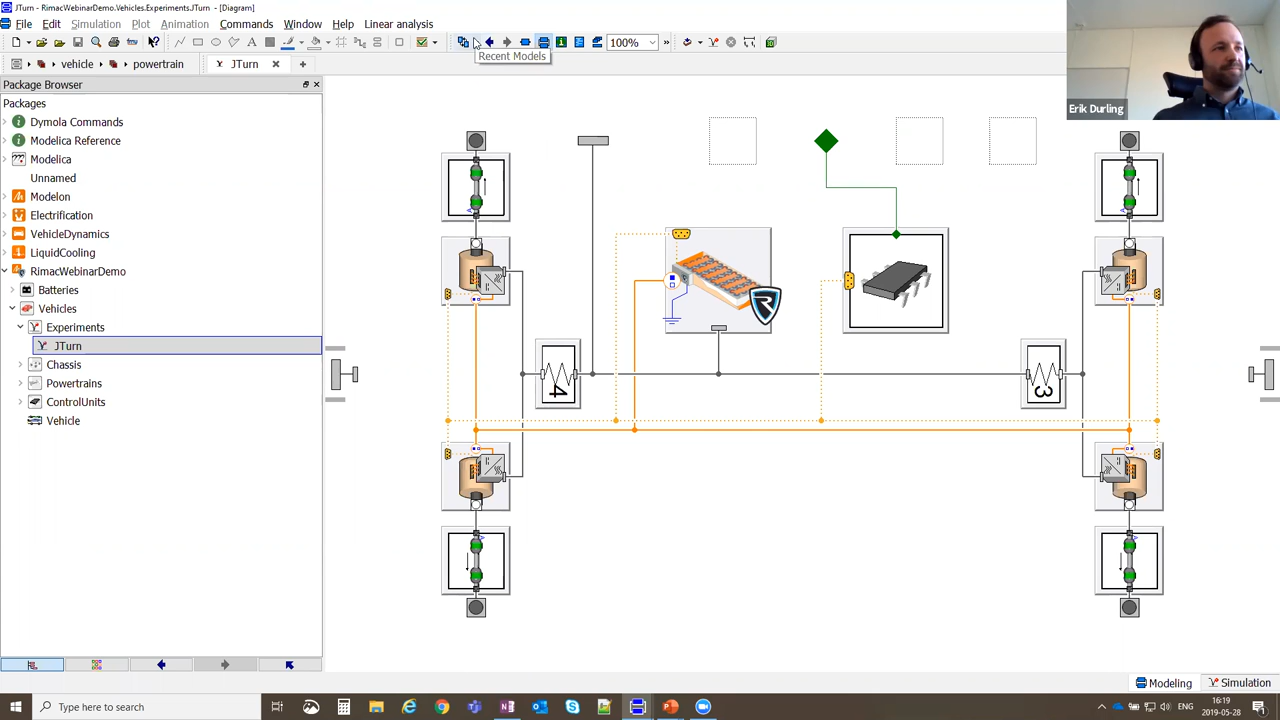 JTurn - RimacWebinarDemo.Vehicles.Experiments.JTurn - [Diagram]
File Edit Simulation Plot Animation Commands Window Help Linear analysis
100%
»
»
Recent Models
vehicle powertrain JTurn
Package Browser
Packages
Dymola Commands
Modelica Reference
Modelica
Unnamed
Modelon
Electrification
VehicleDynamics
LiquidCooling
RimacWebinarDemo
Batteries
Vehicles
Experiments
JTurn
Chassis
Powertrains
ControlUnits
Vehicle
Erik Durling
R
4
3
Modeling
Simulation
Type here to search
ENG
16:19
2019-05-28